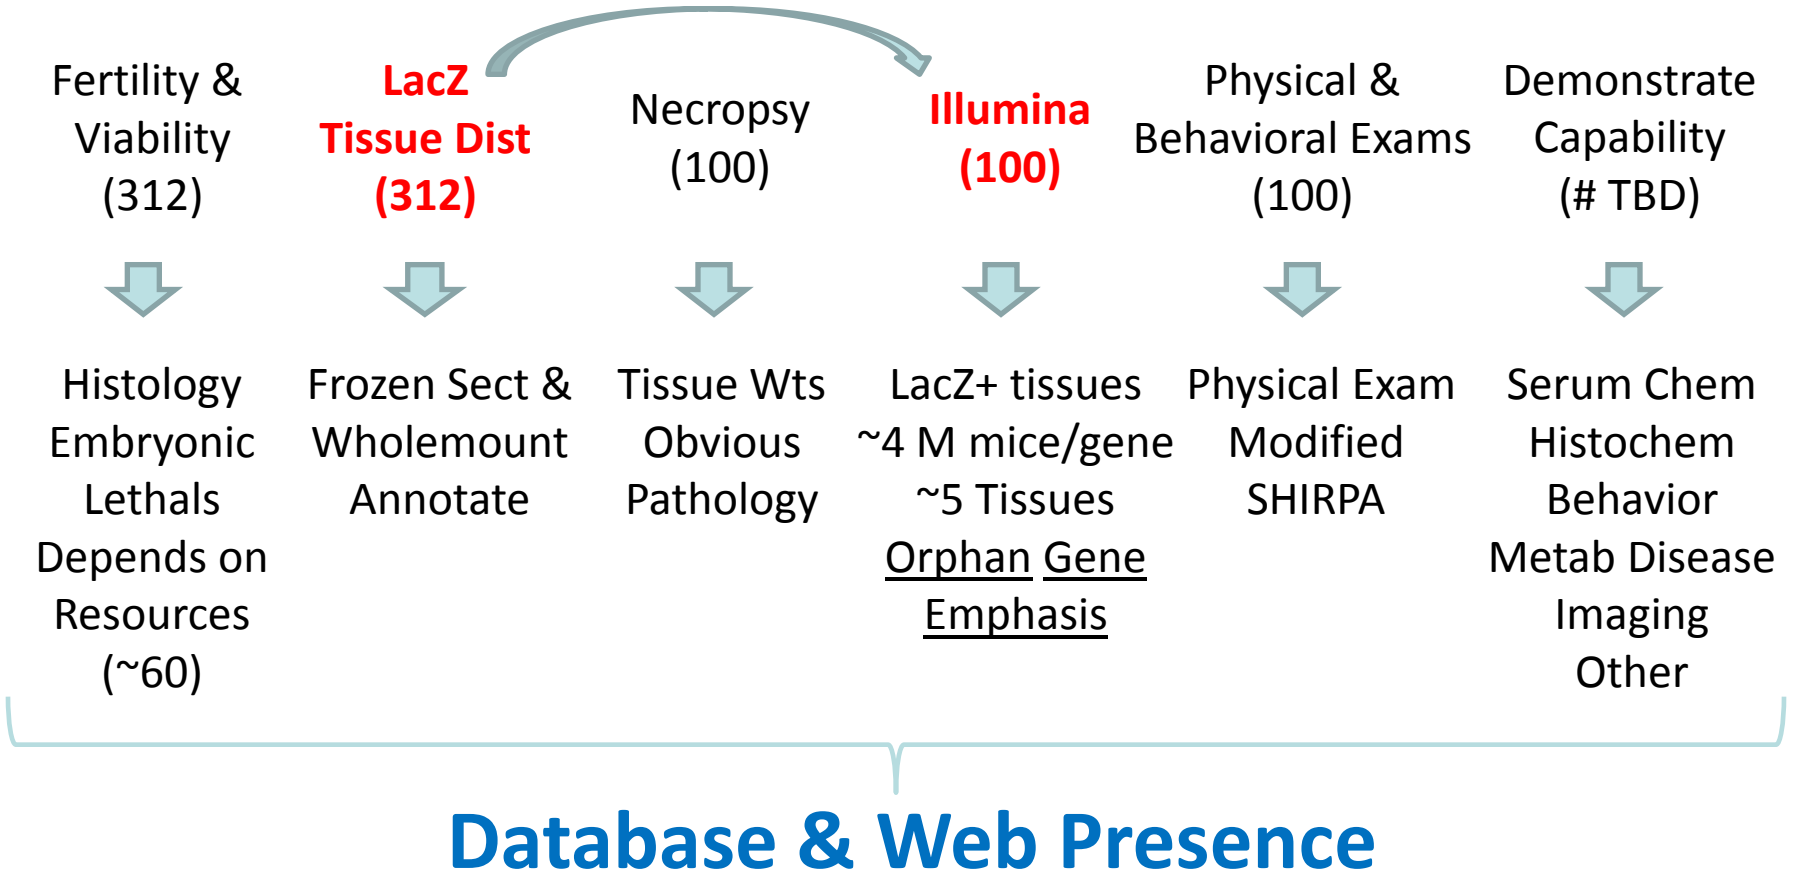 Fertility &
Viability
(312)
LacZ
Tissue Dist
(312)
Necropsy
(100)
Illumina
(100)
Physical &
Behavioral Exams
(100)
Demonstrate
Capability
(# TBD)
Histology
Embryonic
Lethals
Depends on
Resources
(~60)
Frozen Sect &
Wholemount
Annotate
Tissue Wts
Obvious
Pathology
LacZ+ tissues
~4 M mice/gene
~5 Tissues
Orphan Gene
Emphasis
Physical Exam
Modified
SHIRPA
Serum Chem
Histochem
Behavior
Metab Disease
Imaging
Other
Database & Web Presence